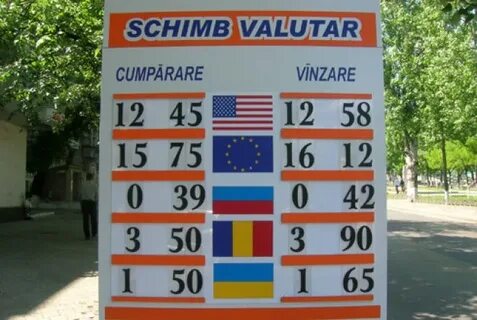 SCHIMB VALUTAR
CUMPĂRARE VÎNZARE
12 45 12 58
15 75 16 12
0 39 0 42
3 50 3 90
1 50 1 65